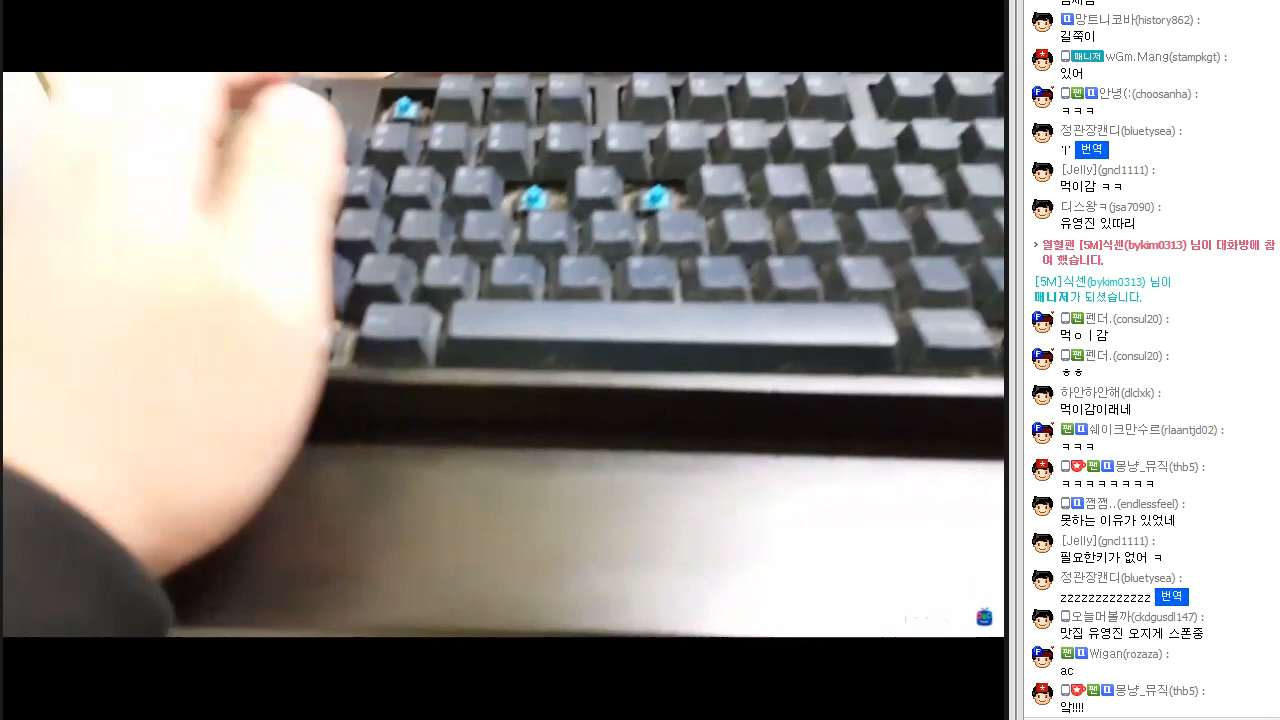 망트니코바(history862) :
길쭉이
매니저 wGm.Mang(stampkgt) :
있어
팬 안녕(:(choosanha) :
ㅋㅋㅋ
정관장캔디(bluetysea) :
'I' 번역
[Jelly](gncl1111) :
먹이감 ㅋㅋ
디스왕ㅋ(jsa7090) :
유영진 있따리
> 열혈팬 [5M]식센(bykim0313) 님이 대화방에 참
여 했습니다.
[5M]식센(bykim0313) 님이
매니저가 되셨습니다.
팬 펜더.(consul20) :
먹ㅇㅣ감
팬 펜더.(consul20) :
ㅎㅎ
하안하안해(dlclxk) :
먹이감이래네
팬 쉐이크만수르(rlaantjd02) :
ㅋㅋㅋ
팬 몽냥_뮤직(thb5) :
ㅋㅋㅋㅋㅋㅋㅋㅋ
쩜쩜..(endlessfeel) :
못하는 이유가 있었네
[Jelly](gncl1111) :
필요한키가 없어 ㅋ
정관장캔디(bluetysea) :
zzzzzzzzzzzzz 번역
오늘머볼까(ckdgusdl147) :
맛집 유영진 오지게 스폰중
팬 Wigan(rozaza) :
ac
팬 몽냥_뮤직(thb5) :
앜!!!!